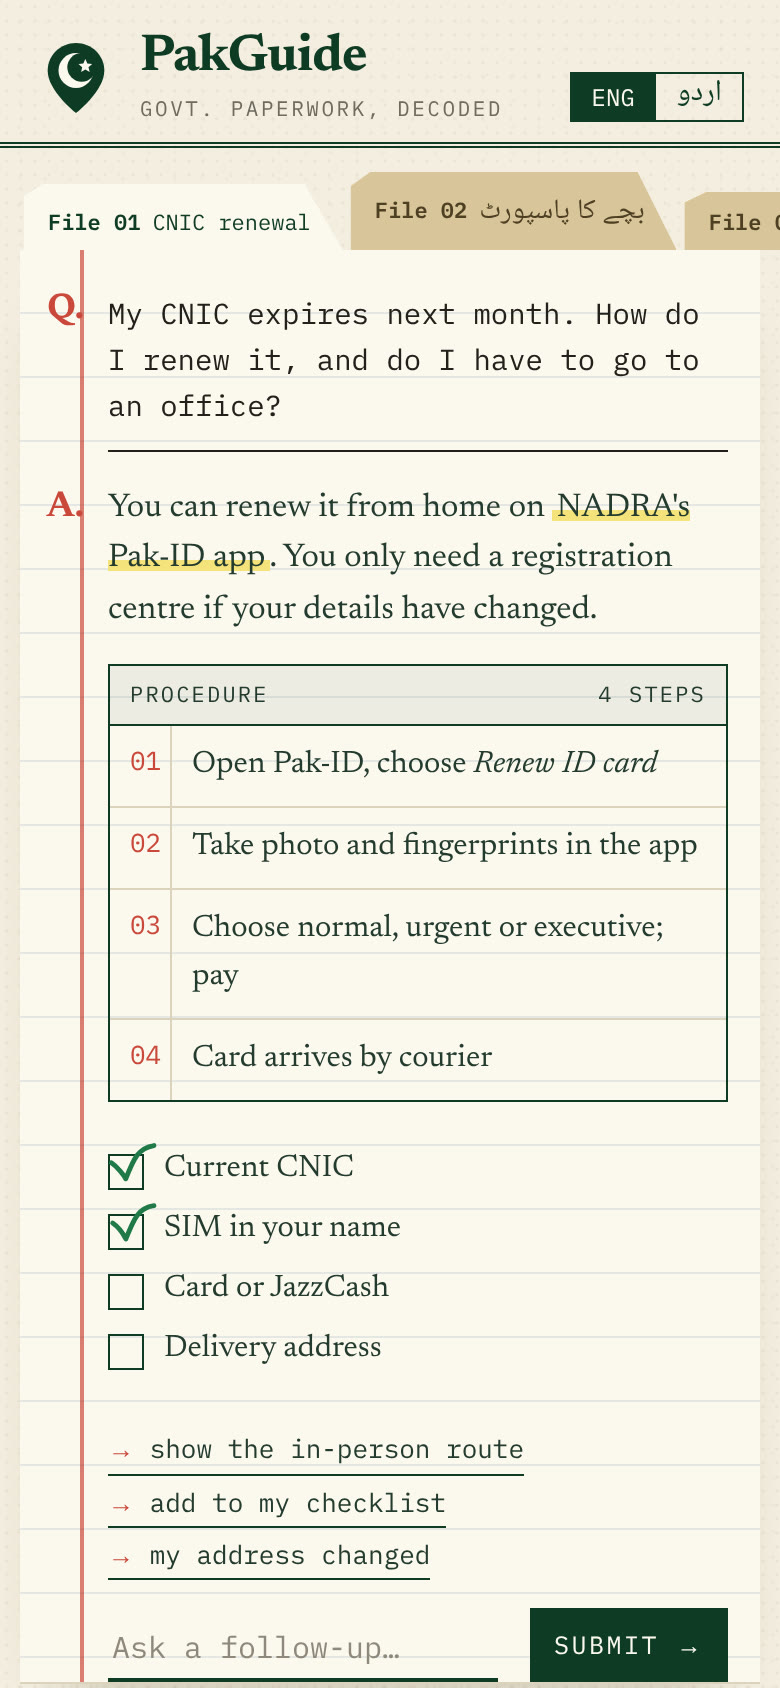 PakGuide
GOVT. PAPERWORK, DECODED
ENG
اردو
File 01 CNIC renewal
File 02 بچے کا پاسپورٹ
File
Q.
My CNIC expires next month. How do
I renew it, and do I have to go to
an office?
A.
You can renew it from home on NADRA's
Pak-ID app. You only need a registration
centre if your details have changed.
PROCEDURE
4 STEPS
01 Open Pak-ID, choose Renew ID card
02 Take photo and fingerprints in the app
03 Choose normal, urgent or executive;
pay
04 Card arrives by courier
Current CNIC
SIM in your name
Card or JazzCash
Delivery address
→ show the in-person route
→ add to my checklist
→ my address changed
Ask a follow-up…
SUBMIT →